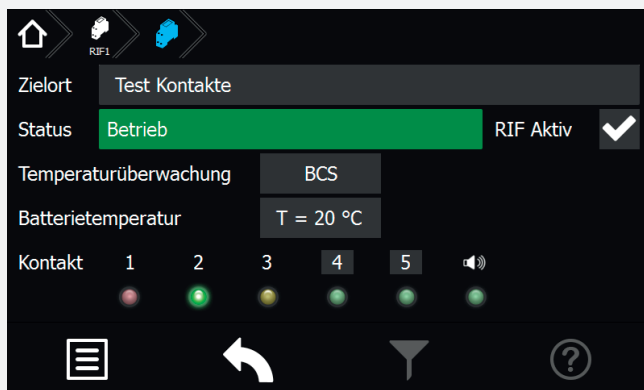 RIF1
Zielort Test Kontakte
Status Betrieb RIF Aktiv
Temperaturüberwachung BCS
Batterietemperatur T = 20 °C
Kontakt 1 2 3 4 5
?